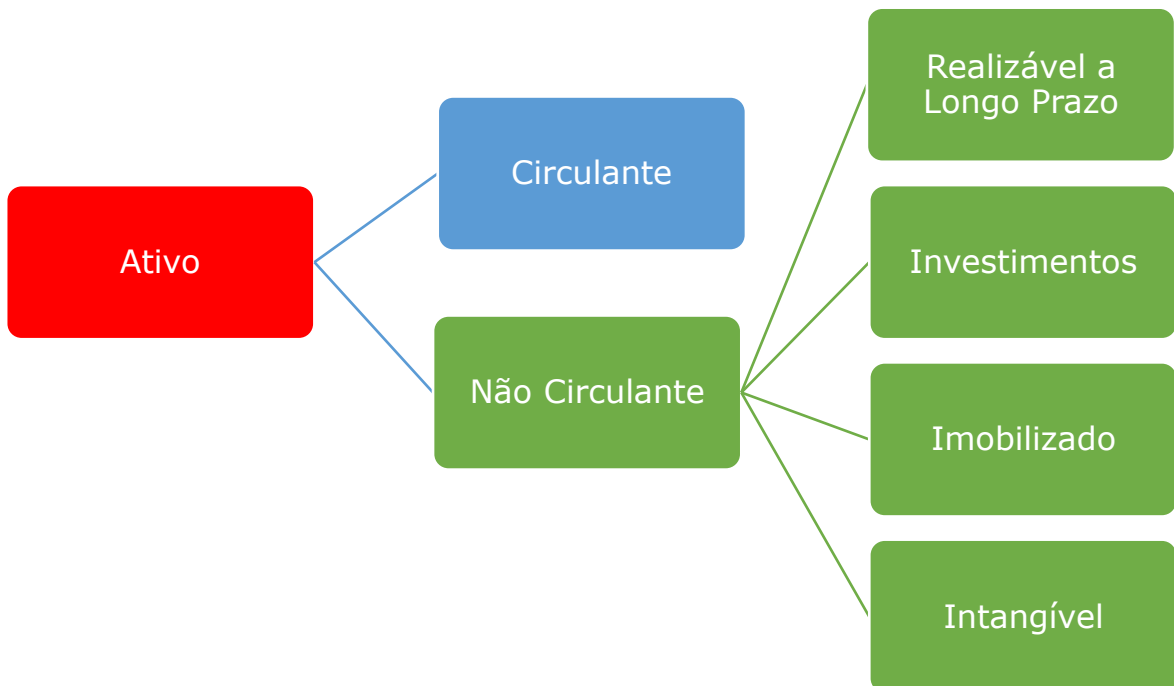 Ativo
Circulante
Não Circulante
Realizável a
Longo Prazo
Investimentos
Imobilizado
Intangível